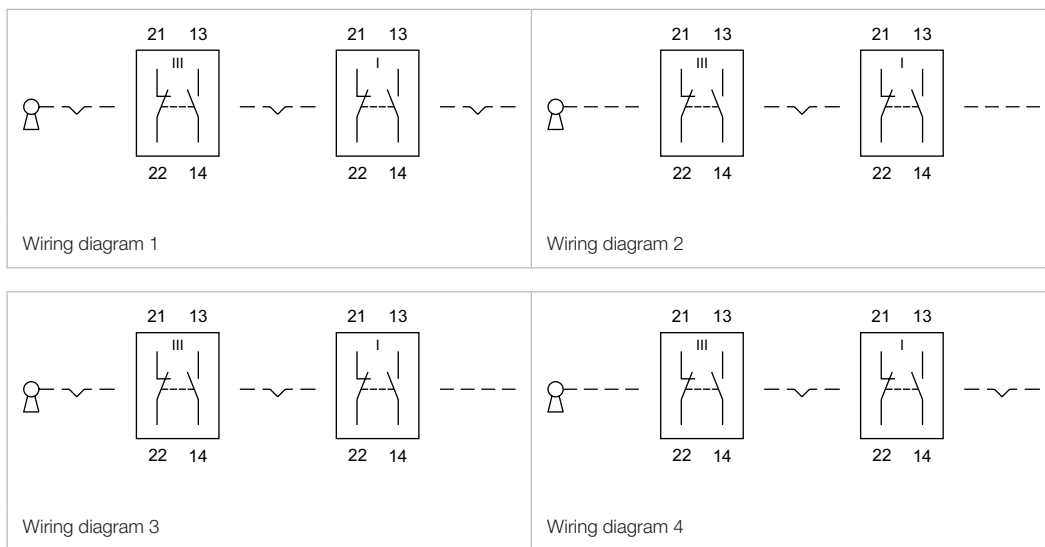 21 13 21 13 21 13 21 13
III I III I
22 14 22 14 22 14 22 14
Wiring diagram 1 Wiring diagram 2
21 13 21 13 21 13 21 13
III I III I
22 14 22 14 22 14 22 14
Wiring diagram 3 Wiring diagram 4